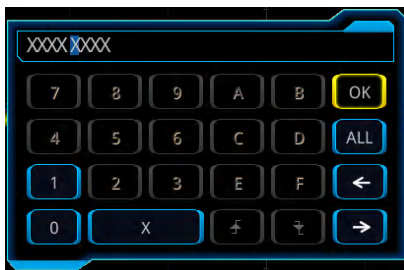 XXXX XXXX
7 8 9 A B OK
4 5 6 C D ALL
1 2 3 E F ←
0 X →